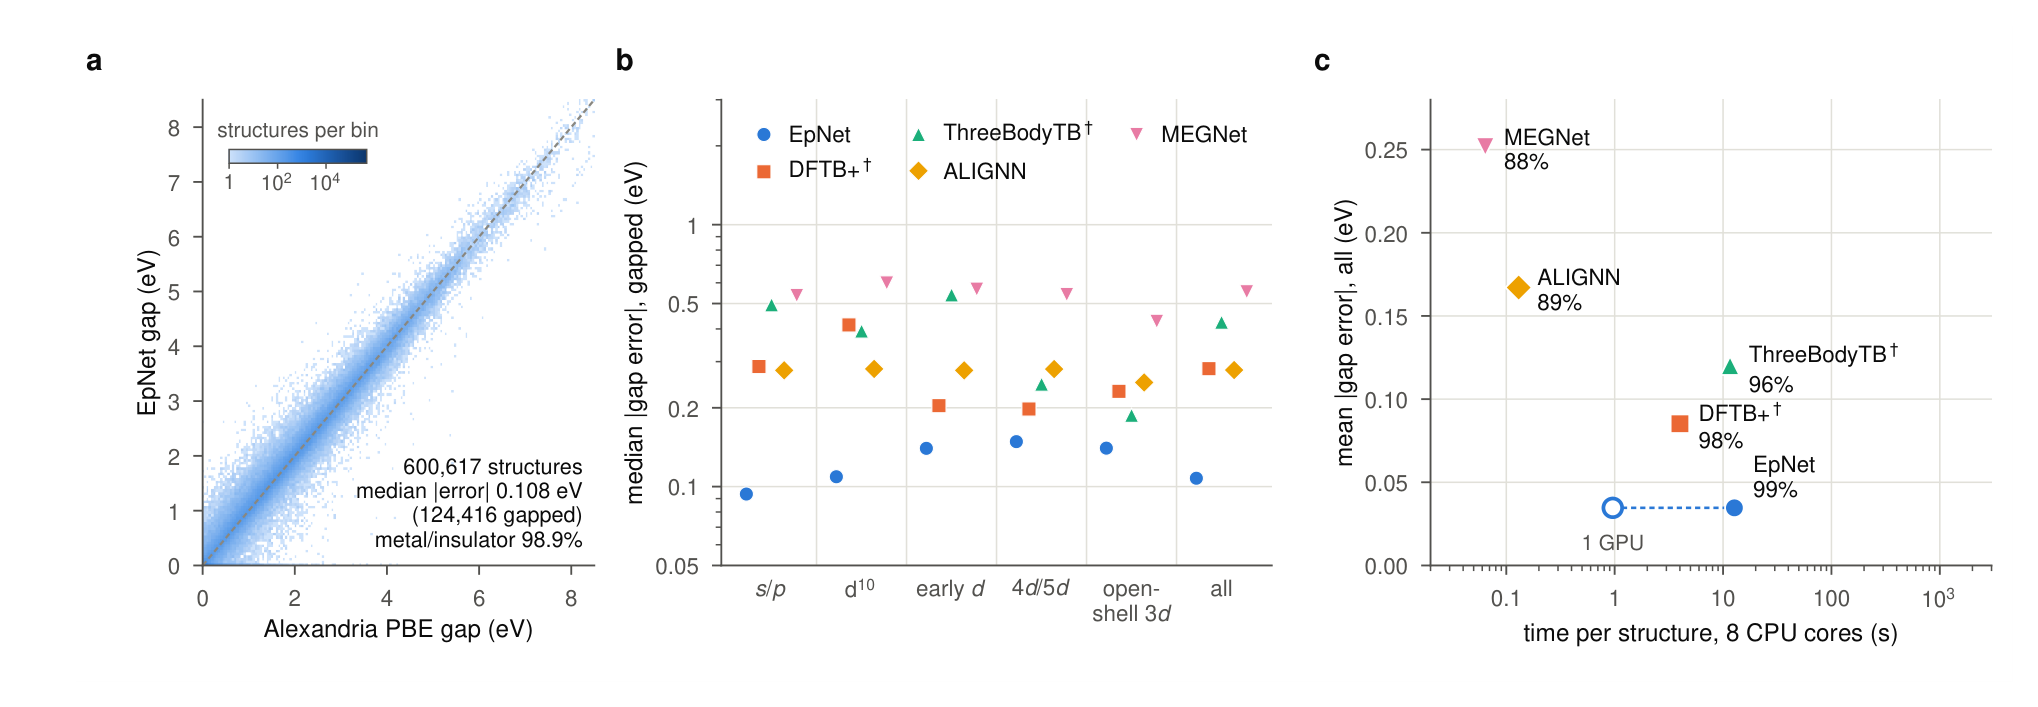 a
structures per bin
1 10² 10⁴
8
7
6
5
4
3
2
1
0
EpNet gap (eV)
600,617 structures
median |error| 0.108 eV
(124,416 gapped)
metal/insulator 98.9%
0 2 4 6 8
Alexandria PBE gap (eV)
b
EpNet
DFTB+†
ThreeBodyTB†
ALIGNN
MEGNet
1
0.5
0.2
0.1
0.05
median |gap error|, gapped (eV)
s/p
d¹⁰
early d
4d/5d
open-
shell 3d
all
c
MEGNet
88%
ALIGNN
89%
ThreeBodyTB†
96%
DFTB+†
98%
EpNet
99%
1 GPU
0.25
0.20
0.15
0.10
0.05
0.00
mean |gap error|, all (eV)
0.1 1 10 100 10³
time per structure, 8 CPU cores (s)